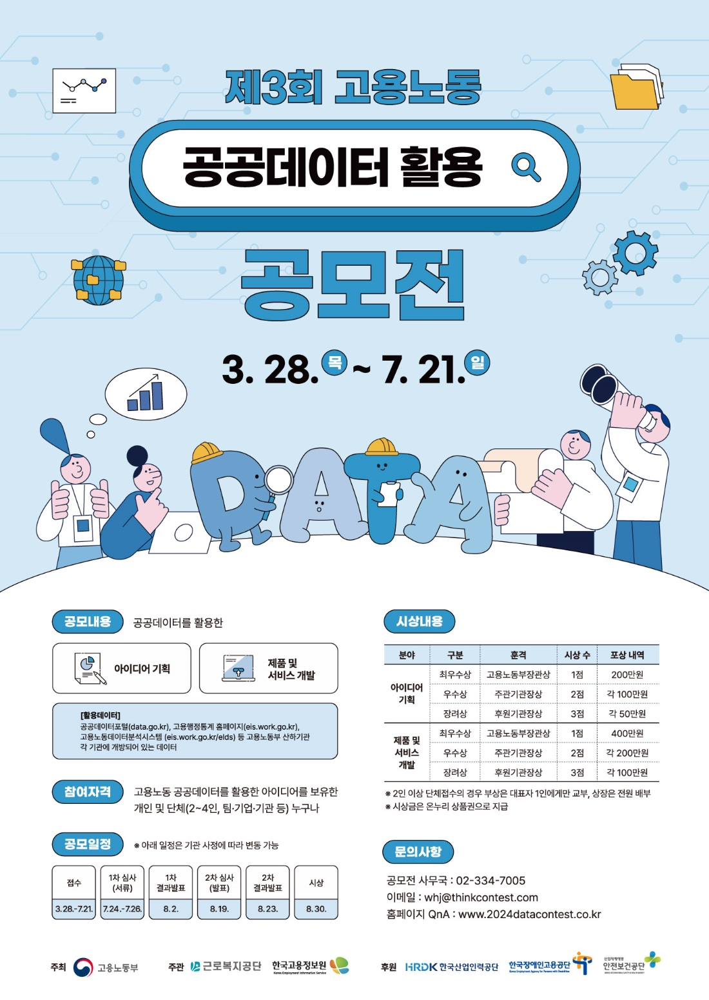 제3회 고용노동
공공데이터 활용
공모전
3. 28. 목 ~ 7. 21. 일
DATA
공모내용 공공데이터를 활용한
아이디어 기획
제품 및
서비스 개발
[활용데이터]
공공데이터포털(data.go.kr), 고용행정통계 홈페이지(eis.work.go.kr),
고용노동데이터분석시스템 (eis.work.go.kr/elds) 등 고용노동부 산하기관
각 기관에 개방되어 있는 데이터
참여자격 고용노동 공공데이터를 활용한 아이디어를 보유한
개인 및 단체(2~4인, 팀·기업·기관 등) 누구나
공모일정 ※ 아래 일정은 기관 사정에 따라 변동 가능
접수 3.28.-7.21.
1차 심사
(서류) 7.24.-7.26.
1차
결과발표 8.2.
2차 심사
(발표) 8.19.
2차
결과발표 8.23.
시상 8.30.
시상내용
분야 구분 훈격 시상 수 포상 내역
아이디어
기획
최우수상 고용노동부장관상 1점 200만원
우수상 주관기관장상 2점 각 100만원
장려상 후원기관장상 3점 각 50만원
제품 및
서비스
개발
최우수상 고용노동부장관상 1점 400만원
우수상 주관기관장상 2점 각 200만원
장려상 후원기관장상 3점 각 100만원
※ 2인 이상 단체접수의 경우 부상은 대표자 1인에게만 교부, 상장은 전원 배부
※ 시상금은 온누리 상품권으로 지급
문의사항
공모전 사무국 : 02-334-7005
이메일 : whj@thinkcontest.com
홈페이지 QnA : www.2024datacontest.co.kr
주최 고용노동부
주관 근로복지공단 한국고용정보원
Korea Employment Information Service
후원 HRDK 한국산업인력공단 한국장애인고용공단
Korea Employment Agency for Persons with Disabilities
산업재해예방
안전보건공단